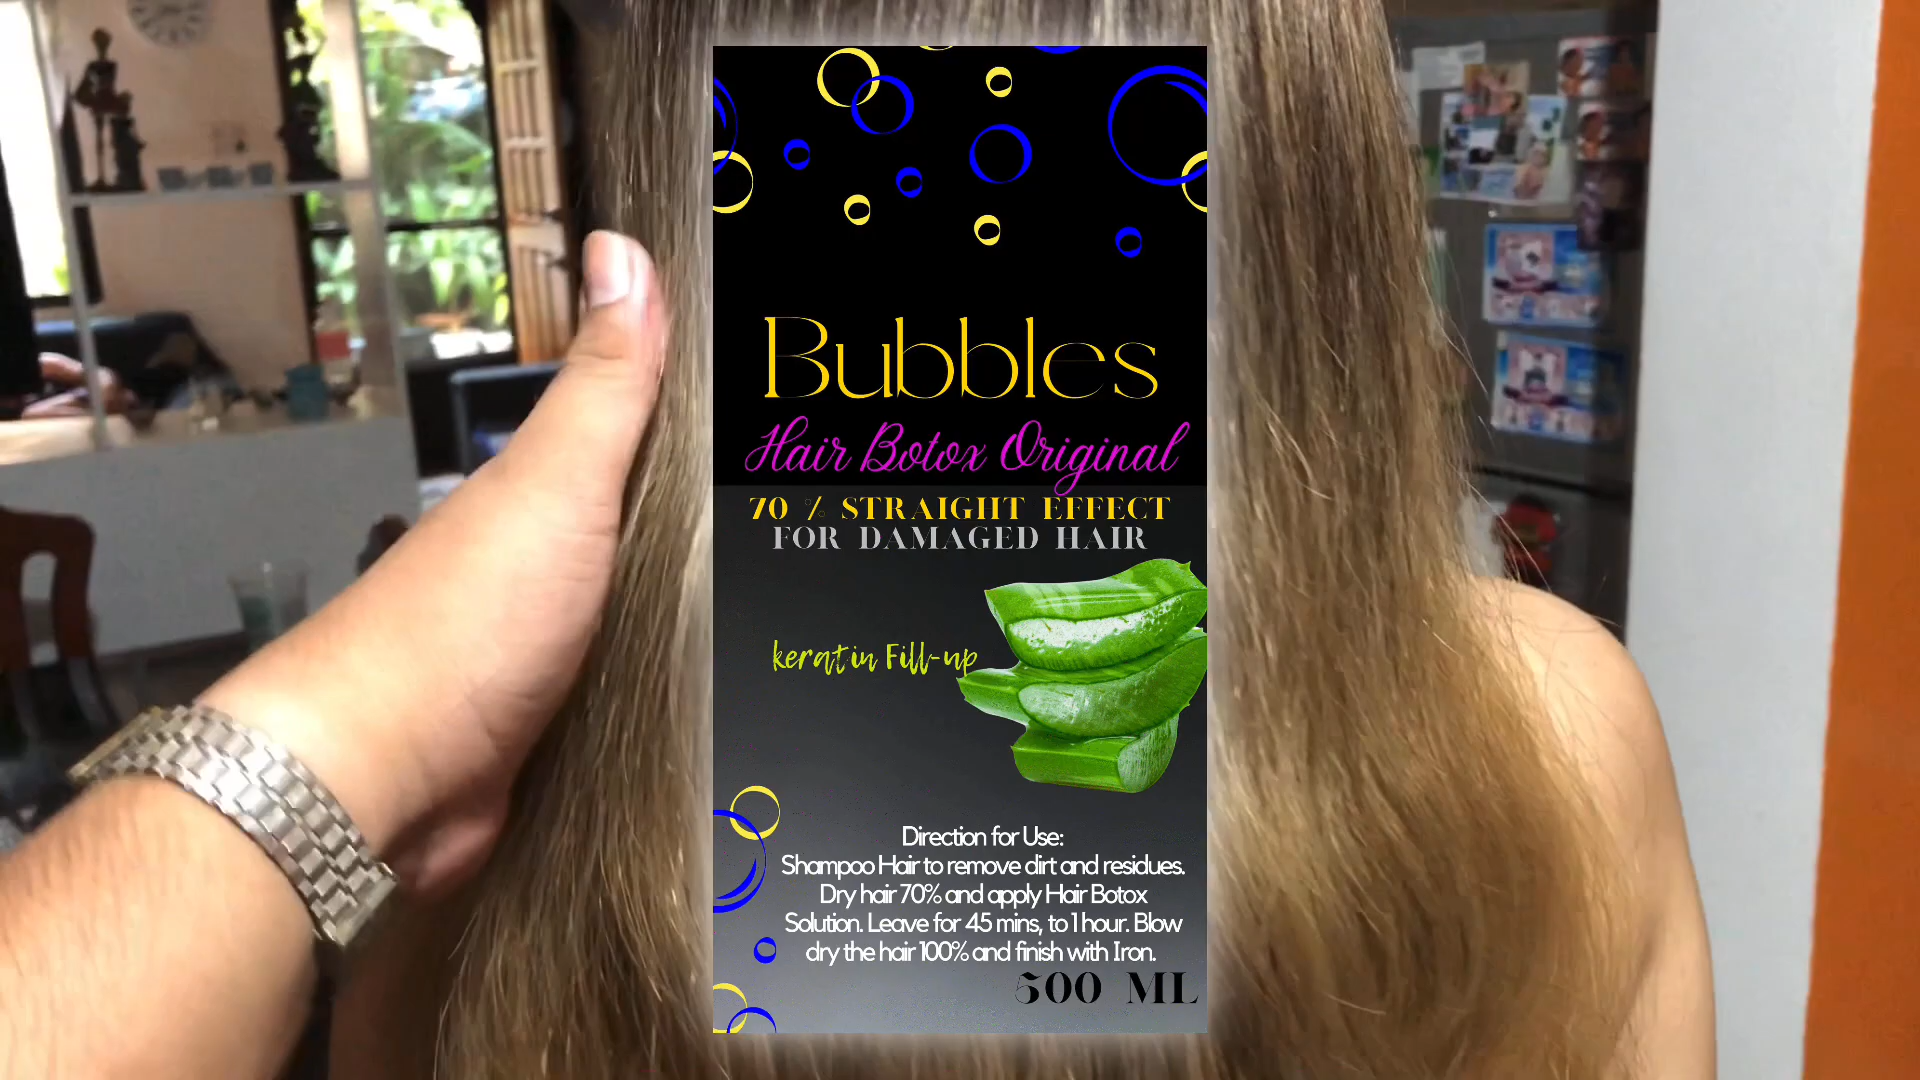 Bubbles
Hair Botox Original
70 % STRAIGHT EFFECT
FOR DAMAGED HAIR
keratin Fill-up
Direction for Use:
Shampoo Hair to remove dirt and residues.
Dry hair 70% and apply Hair Botox
Solution. Leave for 45 mins, to 1 hour. Blow
dry the hair 100% and finish with Iron.
500 ML